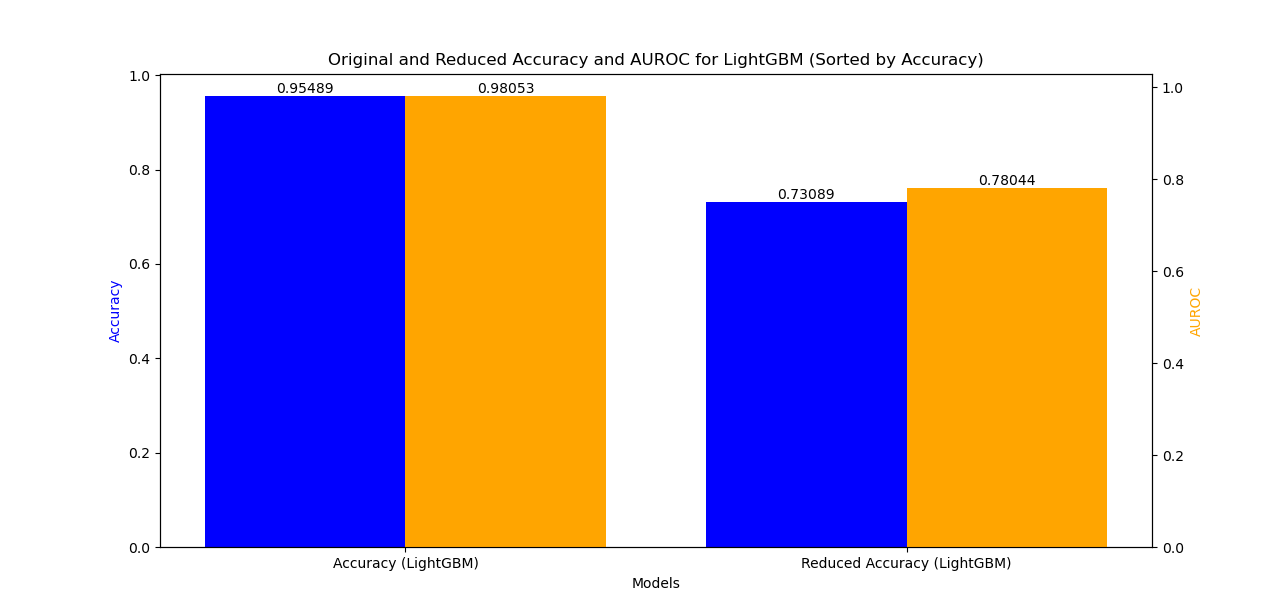 Original and Reduced Accuracy and AUROC for LightGBM (Sorted by Accuracy)
1.0
0.8
0.6
0.4
0.2
0.0
Accuracy
0.95489
0.98053
0.73089
0.78044
1.0
0.8
0.6
0.4
0.2
0.0
AUROC
Accuracy (LightGBM)
Reduced Accuracy (LightGBM)
Models